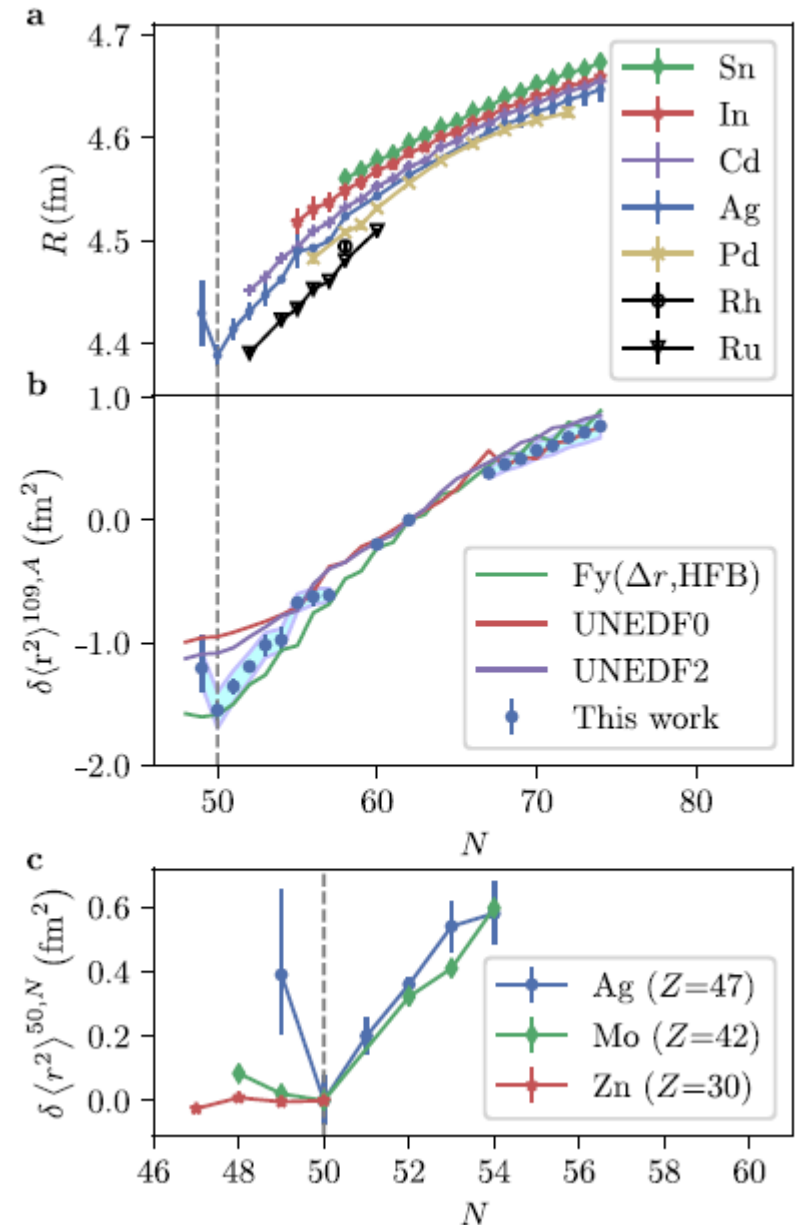 a
4.7
4.6
4.5
4.4
R (fm)
Sn
In
Cd
Ag
Pd
Rh
Ru
b
1.0
0.0
−1.0
−2.0
δ⟨r²⟩¹⁰⁹,ᴬ (fm²)
Fy(Δr,HFB)
UNEDF0
UNEDF2
This work
50 60 70 80
N
c
0.6
0.4
0.2
0.0
δ ⟨r²⟩⁵⁰,ᴺ (fm²)
Ag (Z=47)
Mo (Z=42)
Zn (Z=30)
46 48 50 52 54 56 58 60
N